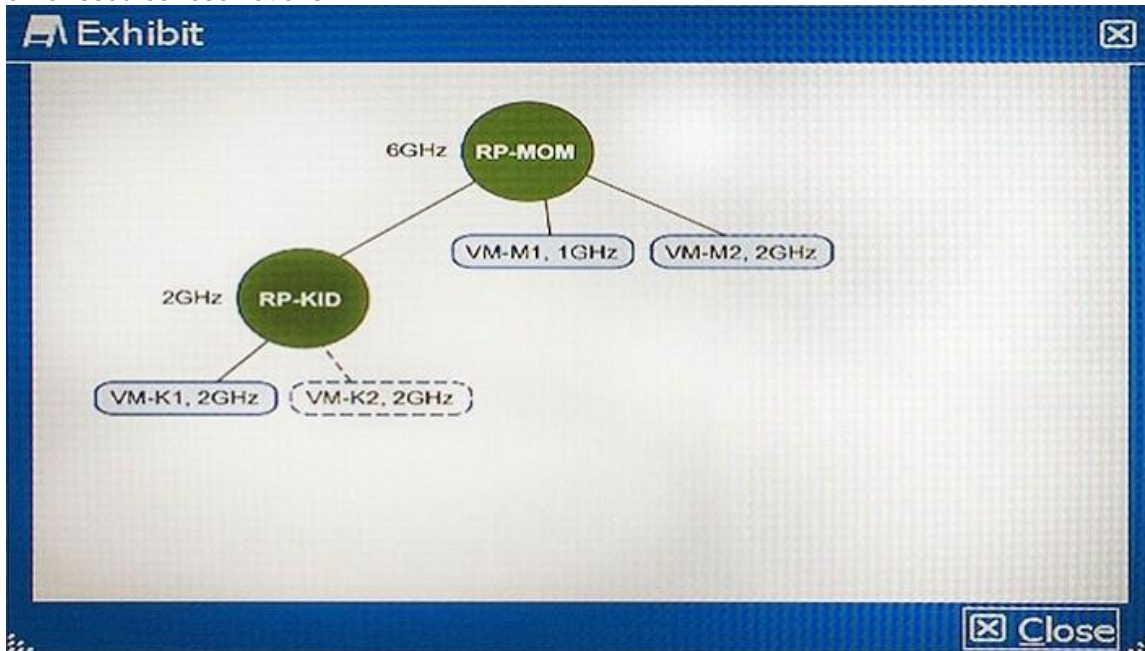 Exhibit
6GHz RP-MOM
VM-M1, 1GHz VM-M2, 2GHz
2GHz RP-KID
VM-K1, 2GHz VM-K2, 2GHz
Close